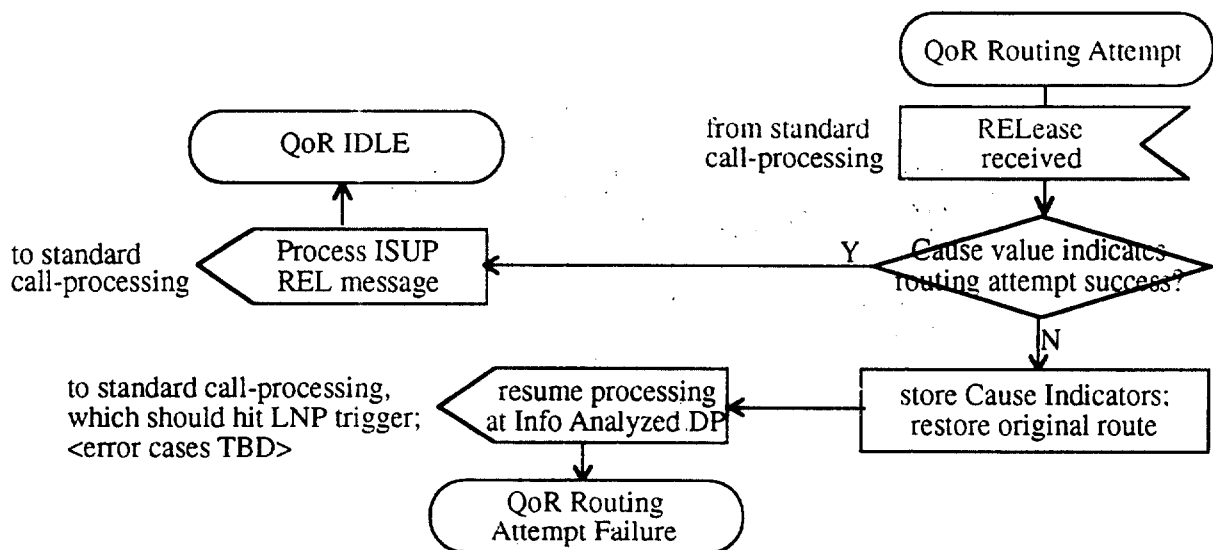 QoR Routing Attempt
from standard
call-processing
RELease
received
QoR IDLE
to standard
call-processing
Process ISUP
REL message
Y
Cause value indicates
routing attempt success?
N
to standard call-processing,
which should hit LNP trigger;
<error cases TBD>
resume processing
at Info Analyzed DP
store Cause Indicators;
restore original route
QoR Routing
Attempt Failure